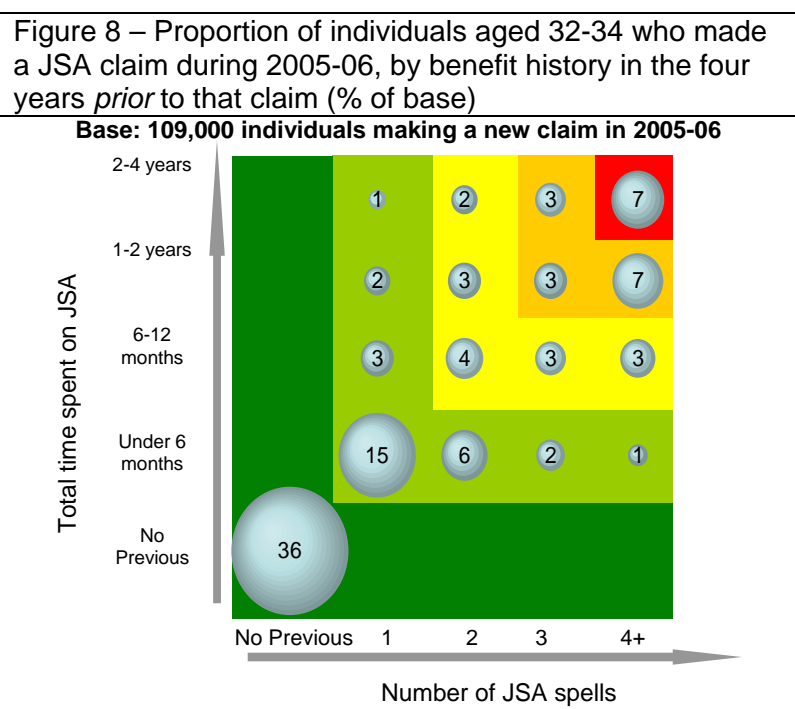 Figure 8 – Proportion of individuals aged 32-34 who made
a JSA claim during 2005-06, by benefit history in the four
years prior to that claim (% of base)
Base: 109,000 individuals making a new claim in 2005-06
2-4 years
1 2 3 7
1-2 years
2 3 3 7
6-12
months
3 4 3 3
Under 6
months
15 6 2 1
No
Previous
36
Total time spent on JSA
No Previous 1 2 3 4+
Number of JSA spells